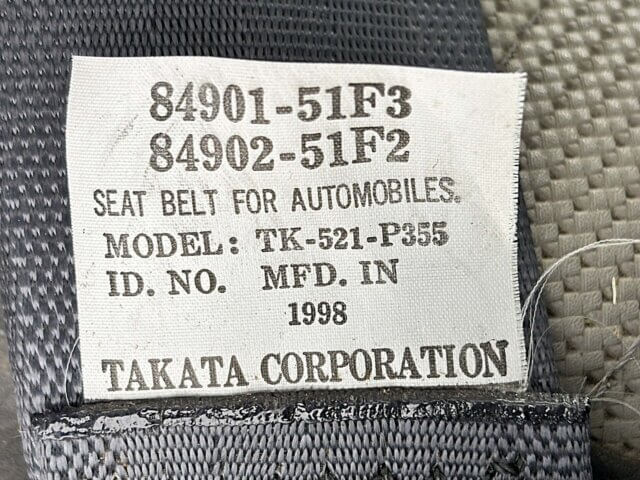 84901-51F3
84902-51F2
SEAT BELT FOR AUTOMOBILES.
MODEL: TK-521-P355
ID. NO. MFD. IN
1998
TAKATA CORPORATION